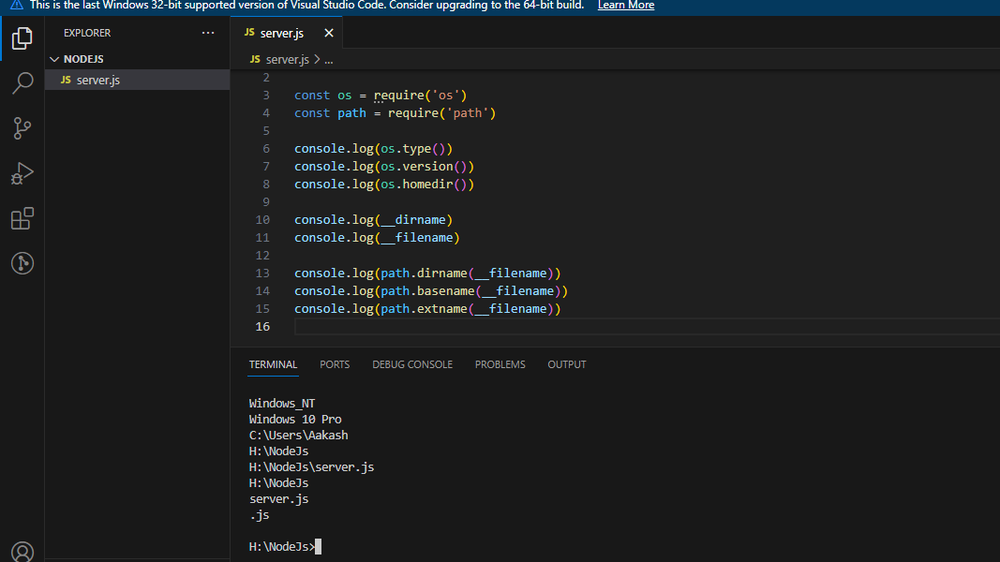 This is the last Windows 32-bit supported version of Visual Studio Code. Consider upgrading to the 64-bit build. Learn More
EXPLORER ...
JS server.js
NODEJS
JS server.js
JS server.js > ...
2
3 const os = require('os')
4 const path = require('path')
5
6 console.log(os.type())
7 console.log(os.version())
8 console.log(os.homedir())
9
10 console.log(__dirname)
11 console.log(__filename)
12
13 console.log(path.dirname(__filename))
14 console.log(path.basename(__filename))
15 console.log(path.extname(__filename))
16
TERMINAL PORTS DEBUG CONSOLE PROBLEMS OUTPUT
Windows_NT
Windows 10 Pro
C:\Users\Aakash
H:\NodeJs
H:\NodeJs\server.js
H:\NodeJs
server.js
.js
H:\NodeJs>